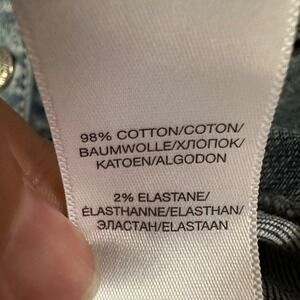 98% COTTON/COTON/
BAUMWOLLE/ХЛОПОК/
KATOEN/ALGODON
2% ELASTANE/
ÉLASTHANNE/ELASTHAN/
ЭЛАСТАН/ELASTAAN